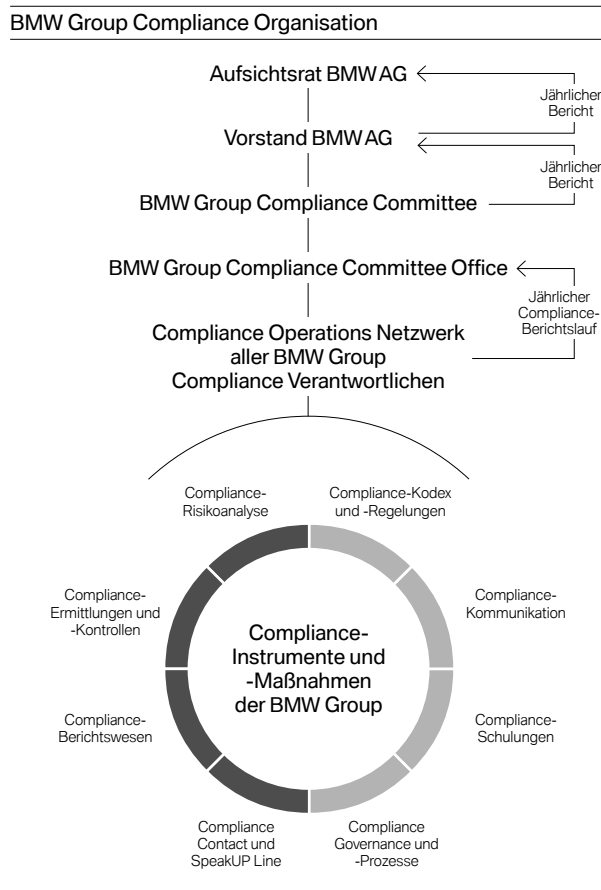 BMW Group Compliance Organisation
Aufsichtsrat BMW AG
Jährlicher
Bericht
Vorstand BMW AG
Jährlicher
Bericht
BMW Group Compliance Committee
BMW Group Compliance Committee Office
Jährlicher
Compliance-
Berichtslauf
Compliance Operations Netzwerk
aller BMW Group
Compliance Verantwortlichen
Compliance-
Risikoanalyse
Compliance-Kodex
und -Regelungen
Compliance-
Ermittlungen und
-Kontrollen
Compliance-
Kommunikation
Compliance-
Instrumente und
-Maßnahmen
der BMW Group
Compliance-
Berichtswesen
Compliance-
Schulungen
Compliance
Contact und
SpeakUP Line
Compliance
Governance und
-Prozesse